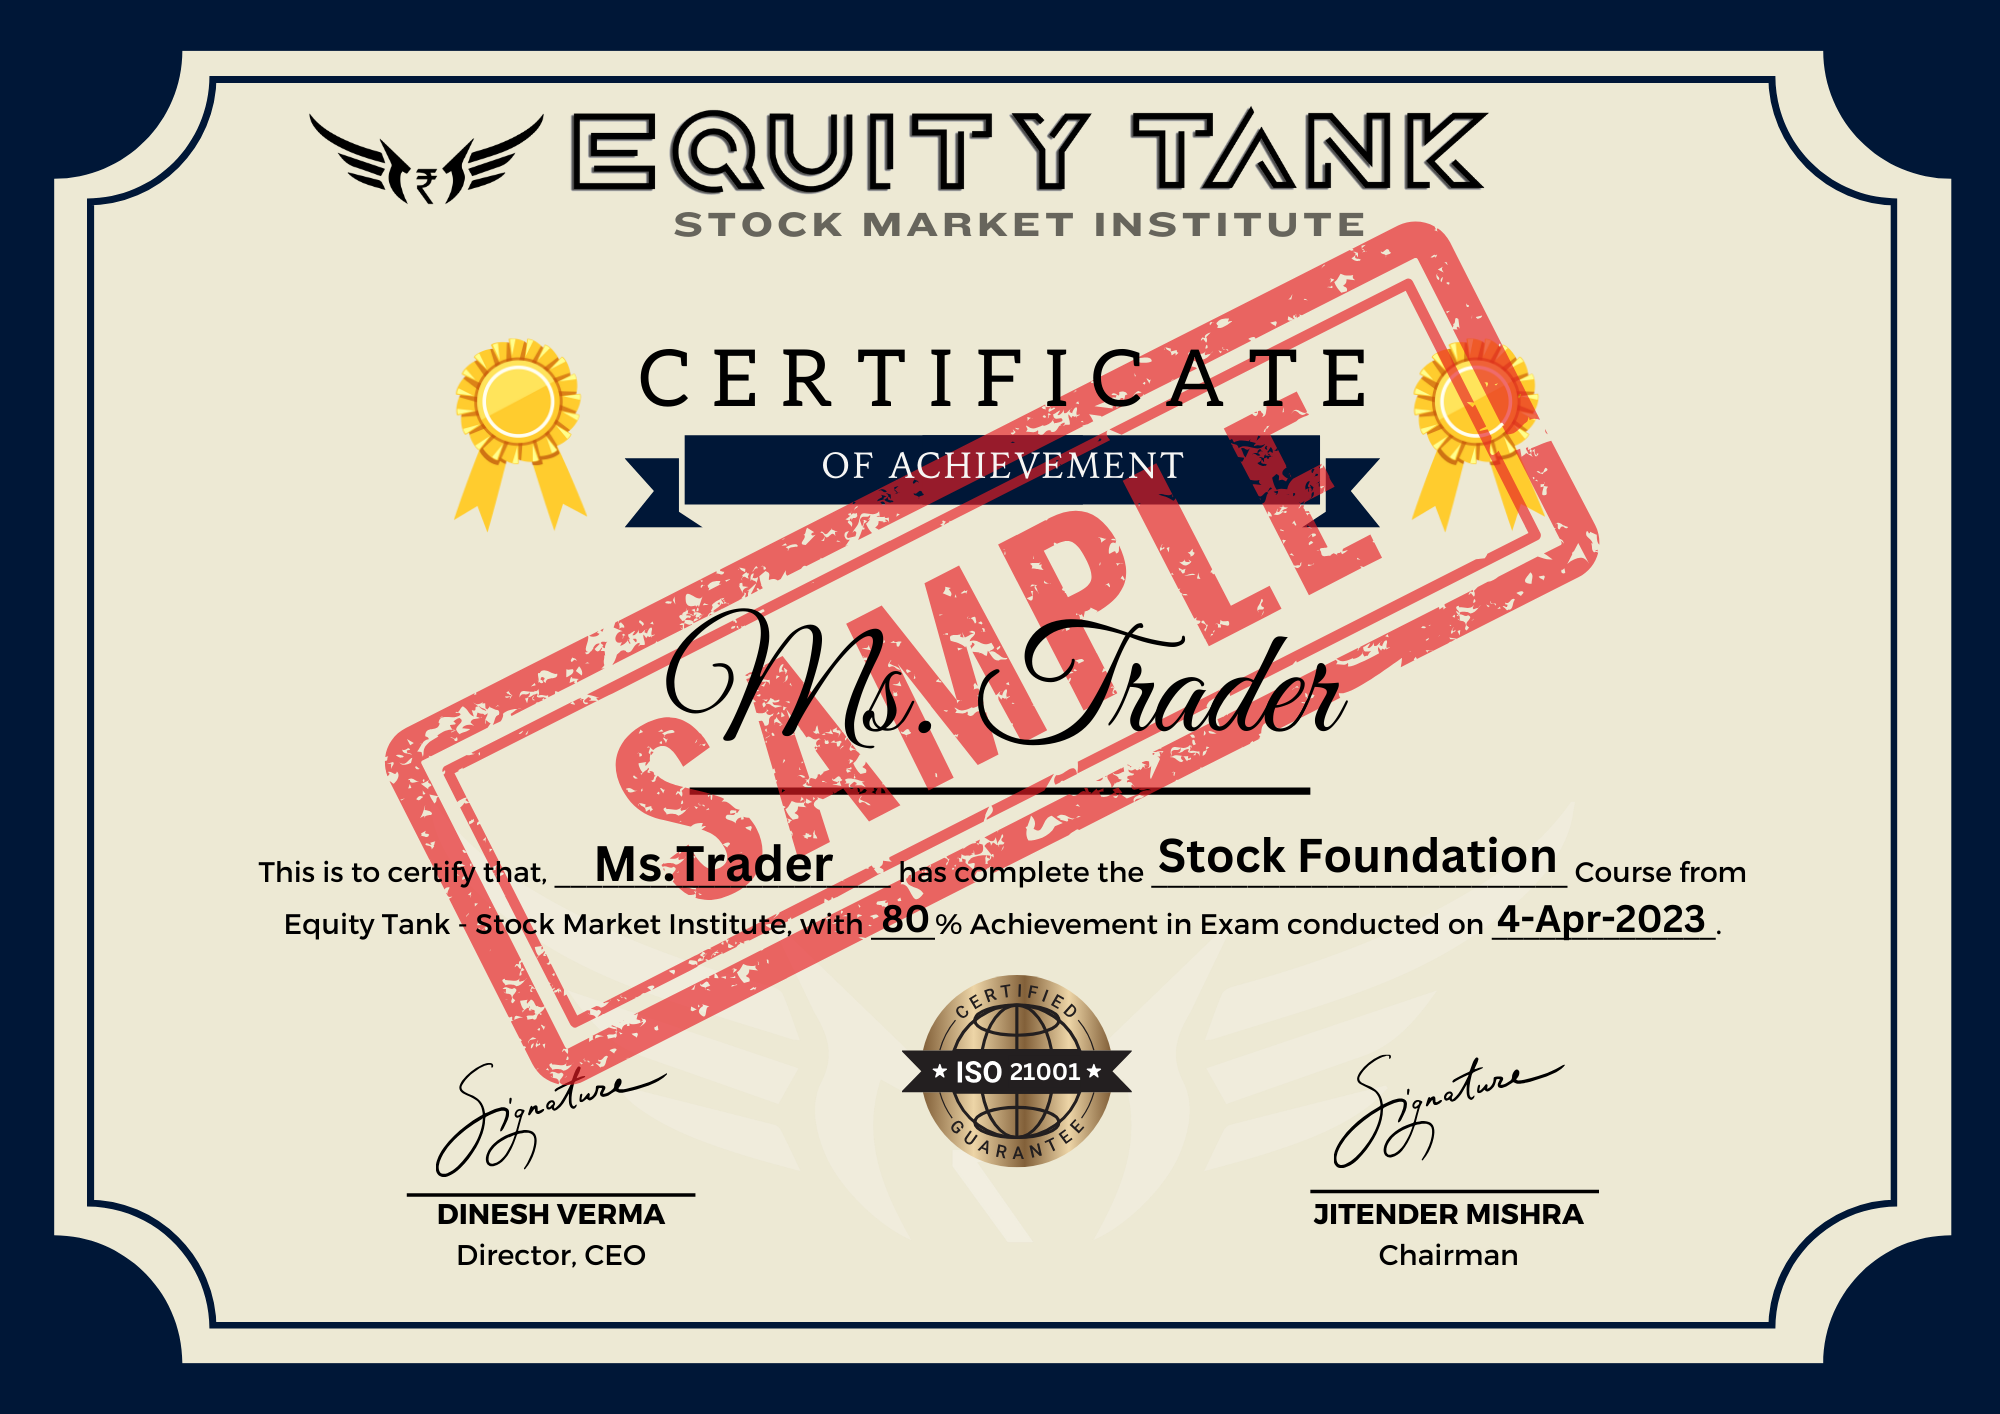 ₹
EQUITY TANK
STOCK MARKET INSTITUTE
CERTIFICATE
OF ACHIEVEMENT
SAMPLE
Ms. Trader
This is to certify that, Ms.Trader has complete the Stock Foundation Course from
Equity Tank - Stock Market Institute, with 80% Achievement in Exam conducted on 4-Apr-2023.
CERTIFIED
ISO 21001
GUARANTEE
Signature
Signature
DINESH VERMA
JITENDER MISHRA
Director, CEO
Chairman